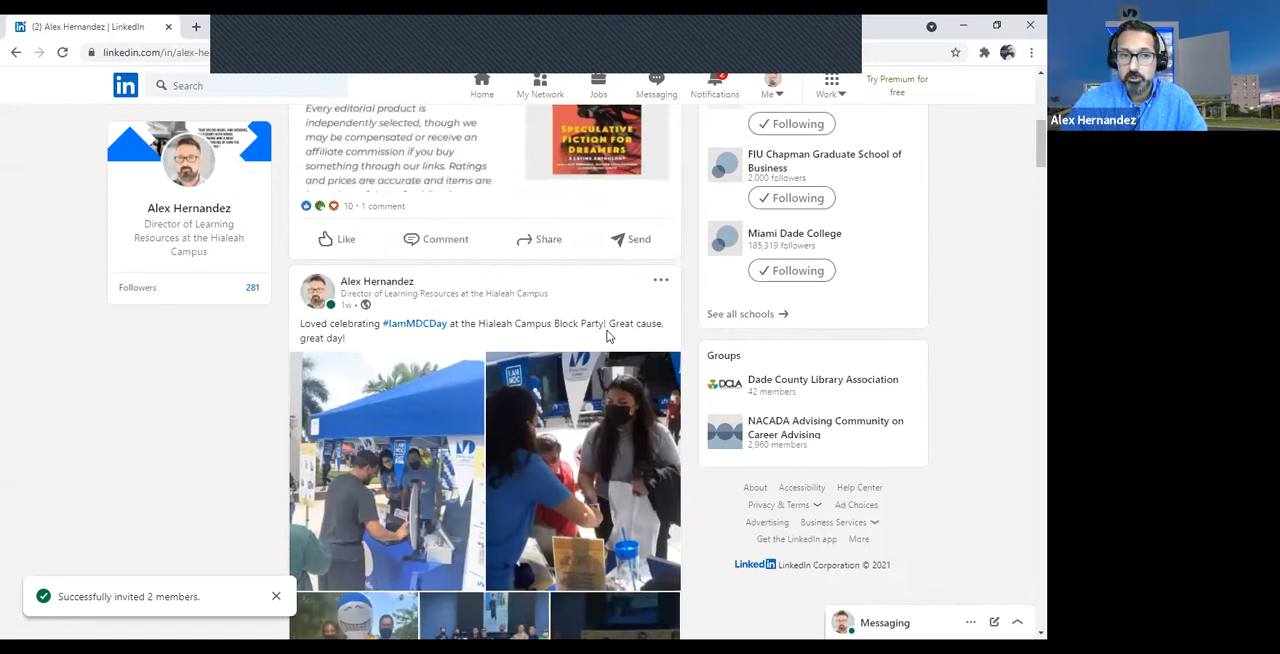 (2) Alex Hernandez | LinkedIn
linkedin.com/in/alex-he
Search
Home
My Network
Jobs
Messaging
Notifications
Me
Work
Try Premium for
free
Alex Hernandez
Director of Learning
Resources at the Hialeah
Campus
Followers 281
Every editorial product is
independently selected, though we
may be compensated or receive an
affiliate commission if you buy
something through our links. Ratings
and prices are accurate and items are
SPECULATIVE
FICTION FOR
DREAMERS
10 • 1 comment
Like
Comment
Share
Send
Alex Hernandez
Director of Learning Resources at the Hialeah Campus
1w •
Loved celebrating #IamMDCDay at the Hialeah Campus Block Party! Great cause,
great day!
I AM
MDC
Following
FIU Chapman Graduate School of
Business
2,000 followers
Following
Miami Dade College
185,319 followers
Following
See all schools
Groups
DCLA
Dade County Library Association
42 members
NACADA Advising Community on
Career Advising
2,960 members
About Accessibility Help Center
Privacy & Terms Ad Choices
Advertising Business Services
Get the LinkedIn app More
LinkedIn LinkedIn Corporation © 2021
Successfully invited 2 members.
Messaging
Alex Hernandez